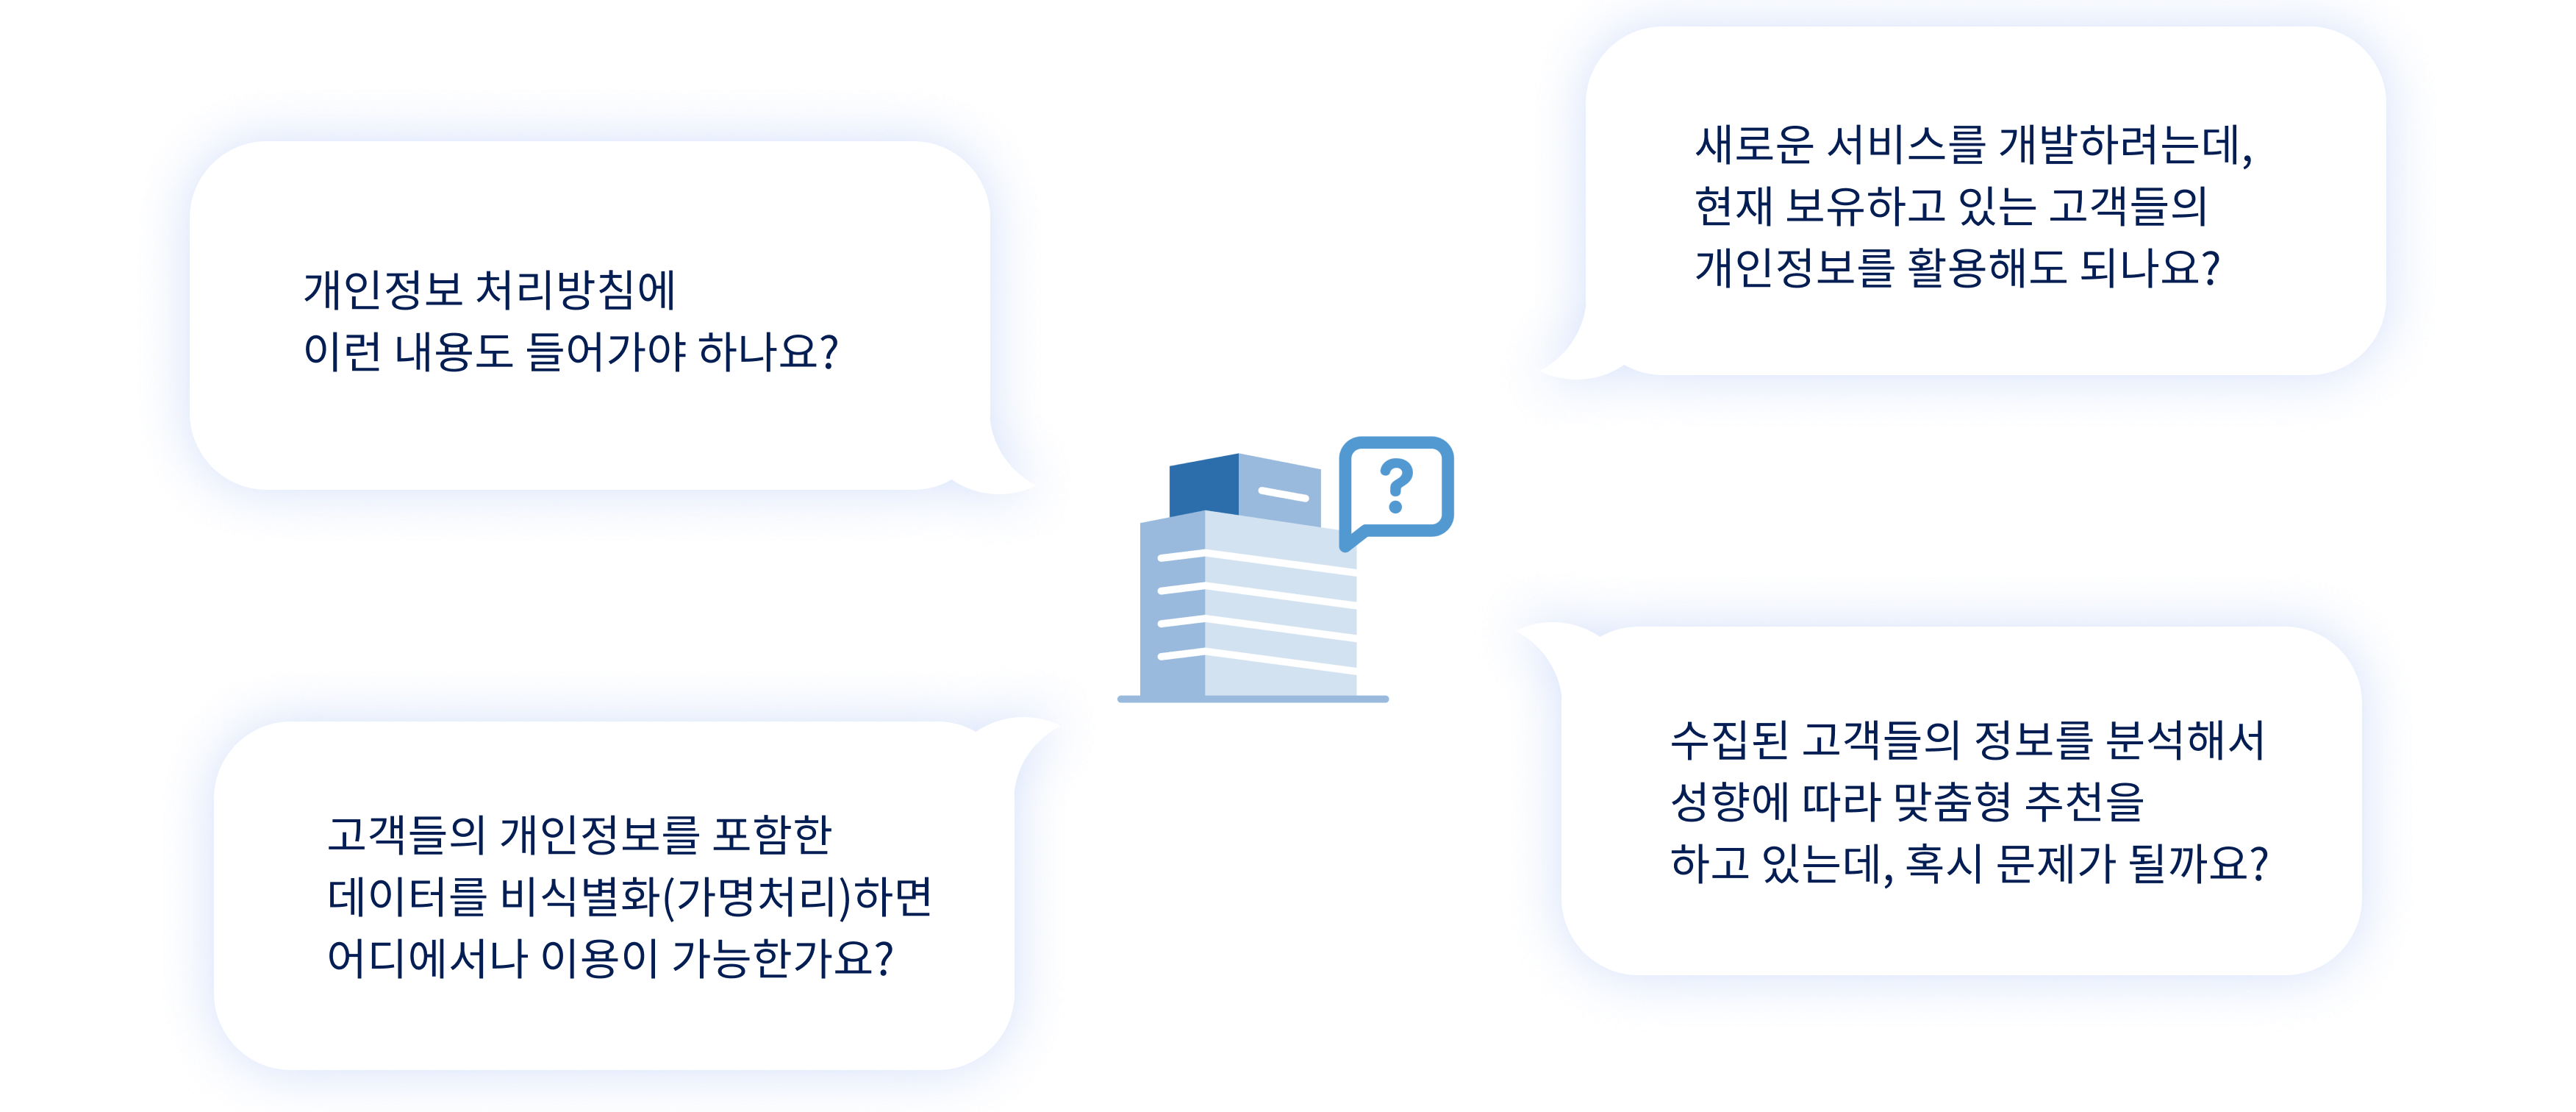 개인정보 처리방침에
이런 내용도 들어가야 하나요?
새로운 서비스를 개발하려는데,
현재 보유하고 있는 고객들의
개인정보를 활용해도 되나요?
?
고객들의 개인정보를 포함한
데이터를 비식별화(가명처리)하면
어디에서나 이용이 가능한가요?
수집된 고객들의 정보를 분석해서
성향에 따라 맞춤형 추천을
하고 있는데, 혹시 문제가 될까요?